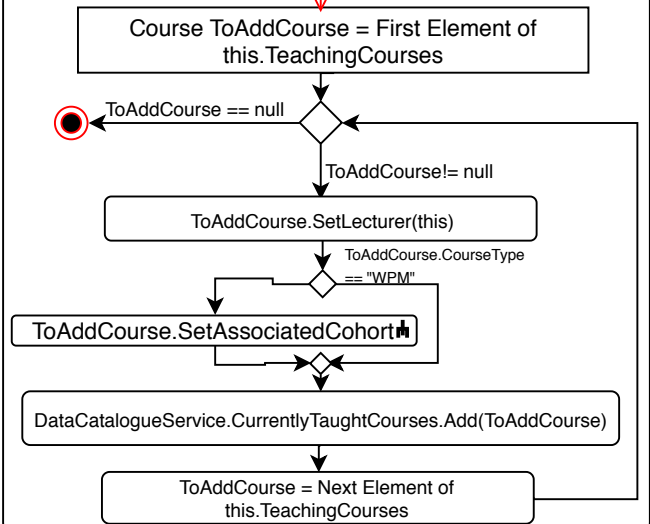 Course ToAddCourse = First Element of
this.TeachingCourses
ToAddCourse == null
ToAddCourse!= null
ToAddCourse.SetLecturer(this)
ToAddCourse.CourseType
== "WPM"
ToAddCourse.SetAssociatedCohort
DataCatalogueService.CurrentlyTaughtCourses.Add(ToAddCourse)
ToAddCourse = Next Element of
this.TeachingCourses